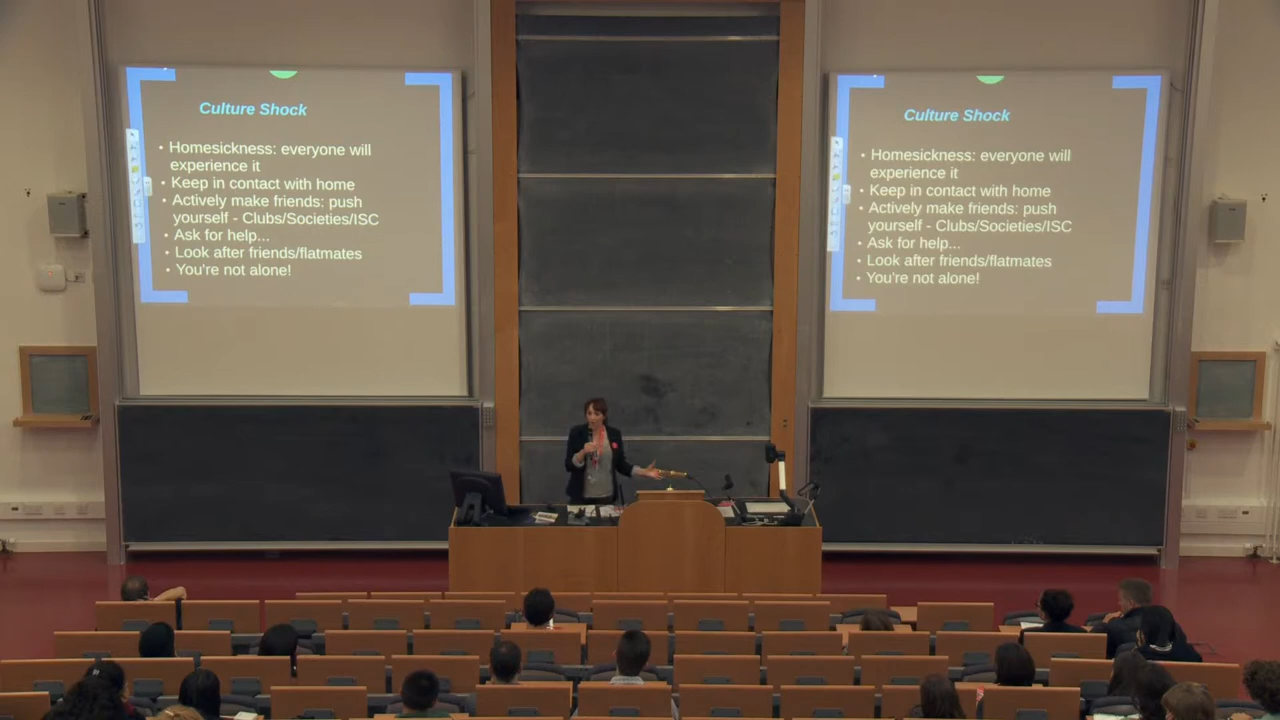 Culture Shock
• Homesickness: everyone will
experience it
• Keep in contact with home
• Actively make friends: push
yourself - Clubs/Societies/ISC
• Ask for help...
• Look after friends/flatmates
• You're not alone!
Culture Shock
• Homesickness: everyone will
experience it
• Keep in contact with home
• Actively make friends: push
yourself - Clubs/Societies/ISC
• Ask for help...
• Look after friends/flatmates
• You're not alone!